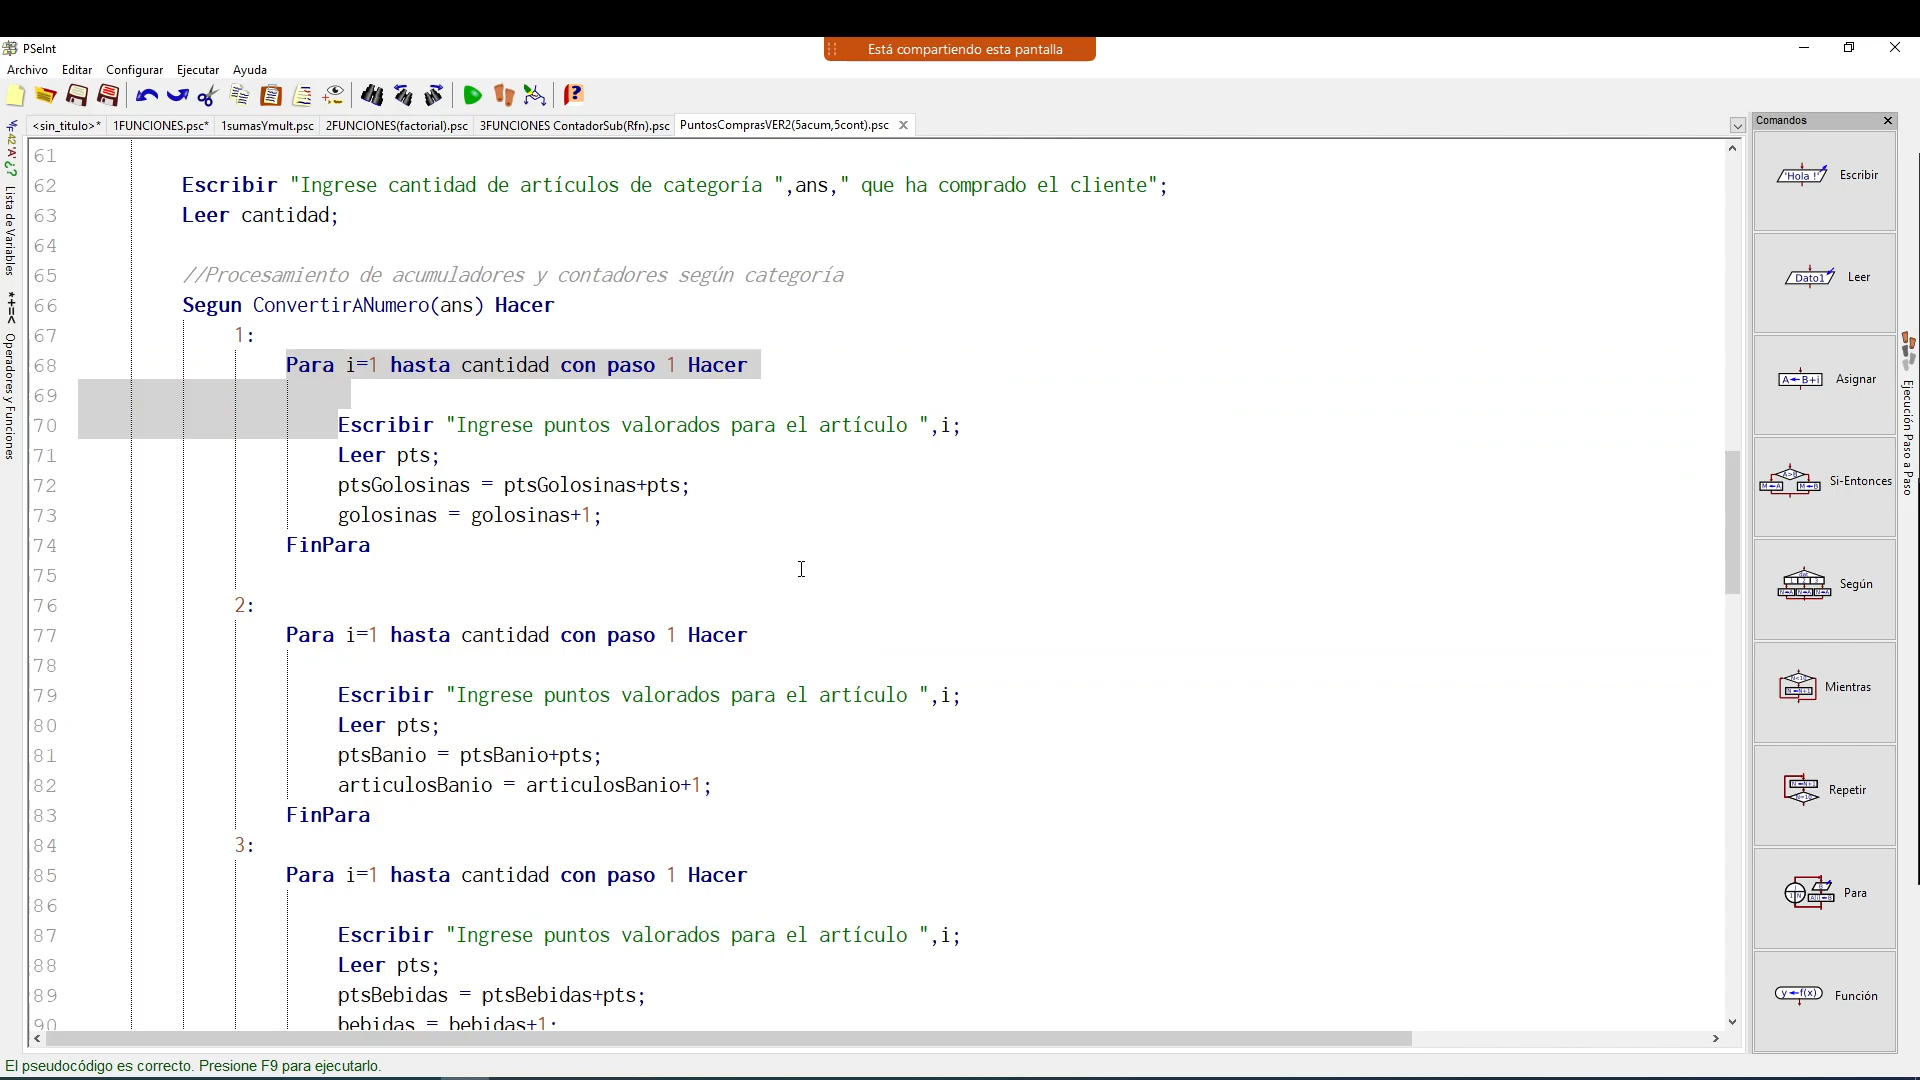 PSeInt
Está compartiendo esta pantalla
Archivo Editar Configurar Ejecutar Ayuda
<sin_titulo>* 1FUNCIONES.psc* 1sumasYmult.psc 2FUNCIONES(factorial).psc 3FUNCIONES ContadorSub(Rfn).psc PuntosComprasVER2(5acum,5cont).psc
Comandos
61
62 Escribir "Ingrese cantidad de artículos de categoría ",ans," que ha comprado el cliente";
63 Leer cantidad;
64
65 //Procesamiento de acumuladores y contadores según categoría
66 Segun ConvertirANumero(ans) Hacer
67 1:
68 Para i=1 hasta cantidad con paso 1 Hacer
69
70 Escribir "Ingrese puntos valorados para el artículo ",i;
71 Leer pts;
72 ptsGolosinas = ptsGolosinas+pts;
73 golosinas = golosinas+1;
74 FinPara
75
76 2:
77 Para i=1 hasta cantidad con paso 1 Hacer
78
79 Escribir "Ingrese puntos valorados para el artículo ",i;
80 Leer pts;
81 ptsBanio = ptsBanio+pts;
82 articulosBanio = articulosBanio+1;
83 FinPara
84 3:
85 Para i=1 hasta cantidad con paso 1 Hacer
86
87 Escribir "Ingrese puntos valorados para el artículo ",i;
88 Leer pts;
89 ptsBebidas = ptsBebidas+pts;
90 bebidas = bebidas+1;
Lista de Variables
*+=< Operadores y Funciones
'Hola !' Escribir
Dato1 Leer
A←B+i Asignar
Si-Entonces
Según
Mientras
Repetir
Para
y←f(x) Función
Ejecución Paso a Paso
El pseudocódigo es correcto. Presione F9 para ejecutarlo.